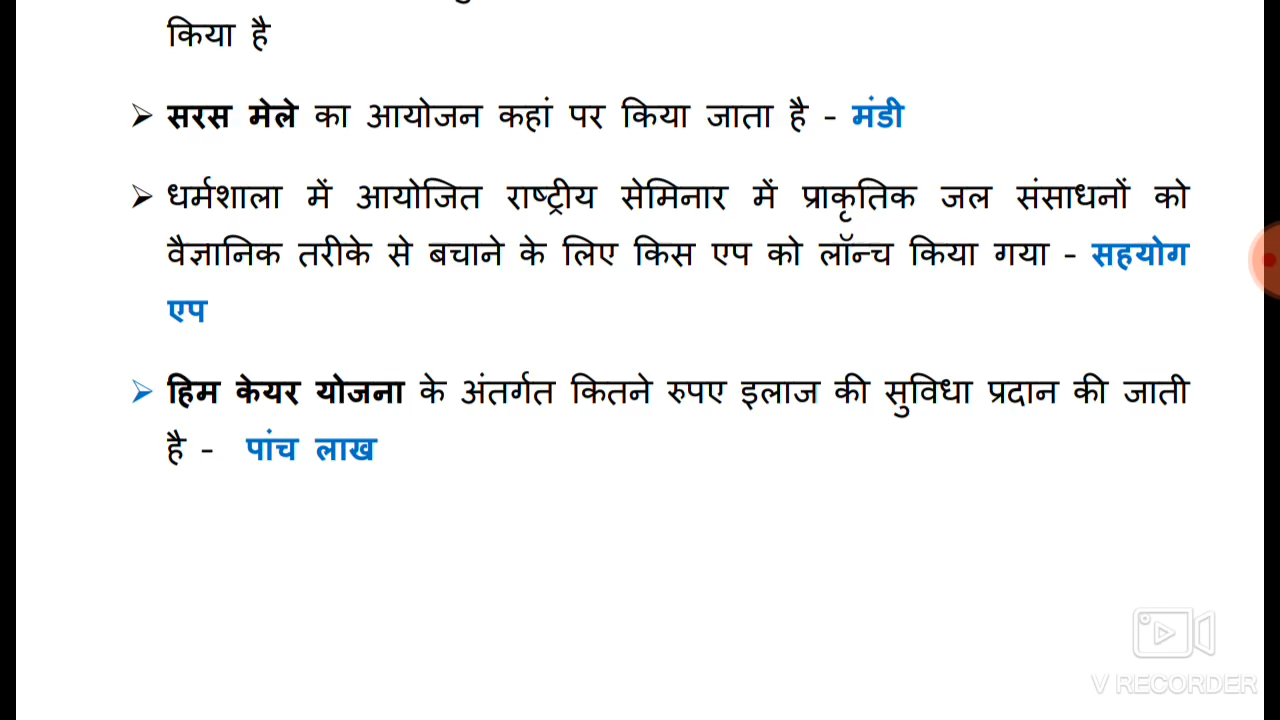 किया है
➢ सरस मेले का आयोजन कहां पर किया जाता है - मंडी
➢ धर्मशाला में आयोजित राष्ट्रीय सेमिनार में प्राकृतिक जल संसाधनों को
वैज्ञानिक तरीके से बचाने के लिए किस एप को लॉन्च किया गया - सहयोग
एप
➢ हिम केयर योजना के अंतर्गत कितने रुपए इलाज की सुविधा प्रदान की जाती
है - पांच लाख
V RECORDER